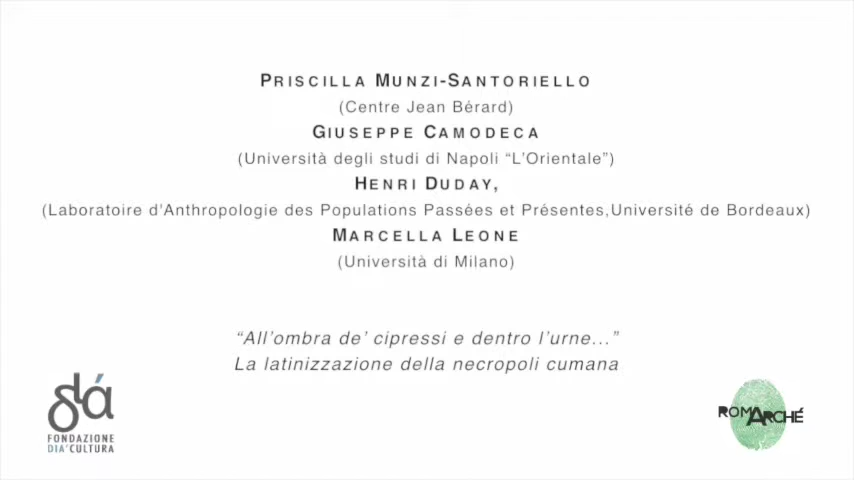 PRISCILLA MUNZI-SANTORIELLO
(Centre Jean Bérard)
GIUSEPPE CAMODECA
(Università degli studi di Napoli “L'Orientale”)
HENRI DUDAY,
(Laboratoire d'Anthropologie des Populations Passées et Présentes,Université de Bordeaux)
MARCELLA LEONE
(Università di Milano)
“All’ombra de’ cipressi e dentro l’urne...”
La latinizzazione della necropoli cumana
diá
FONDAZIONE
DIA'CULTURA
ROMARCHÉ